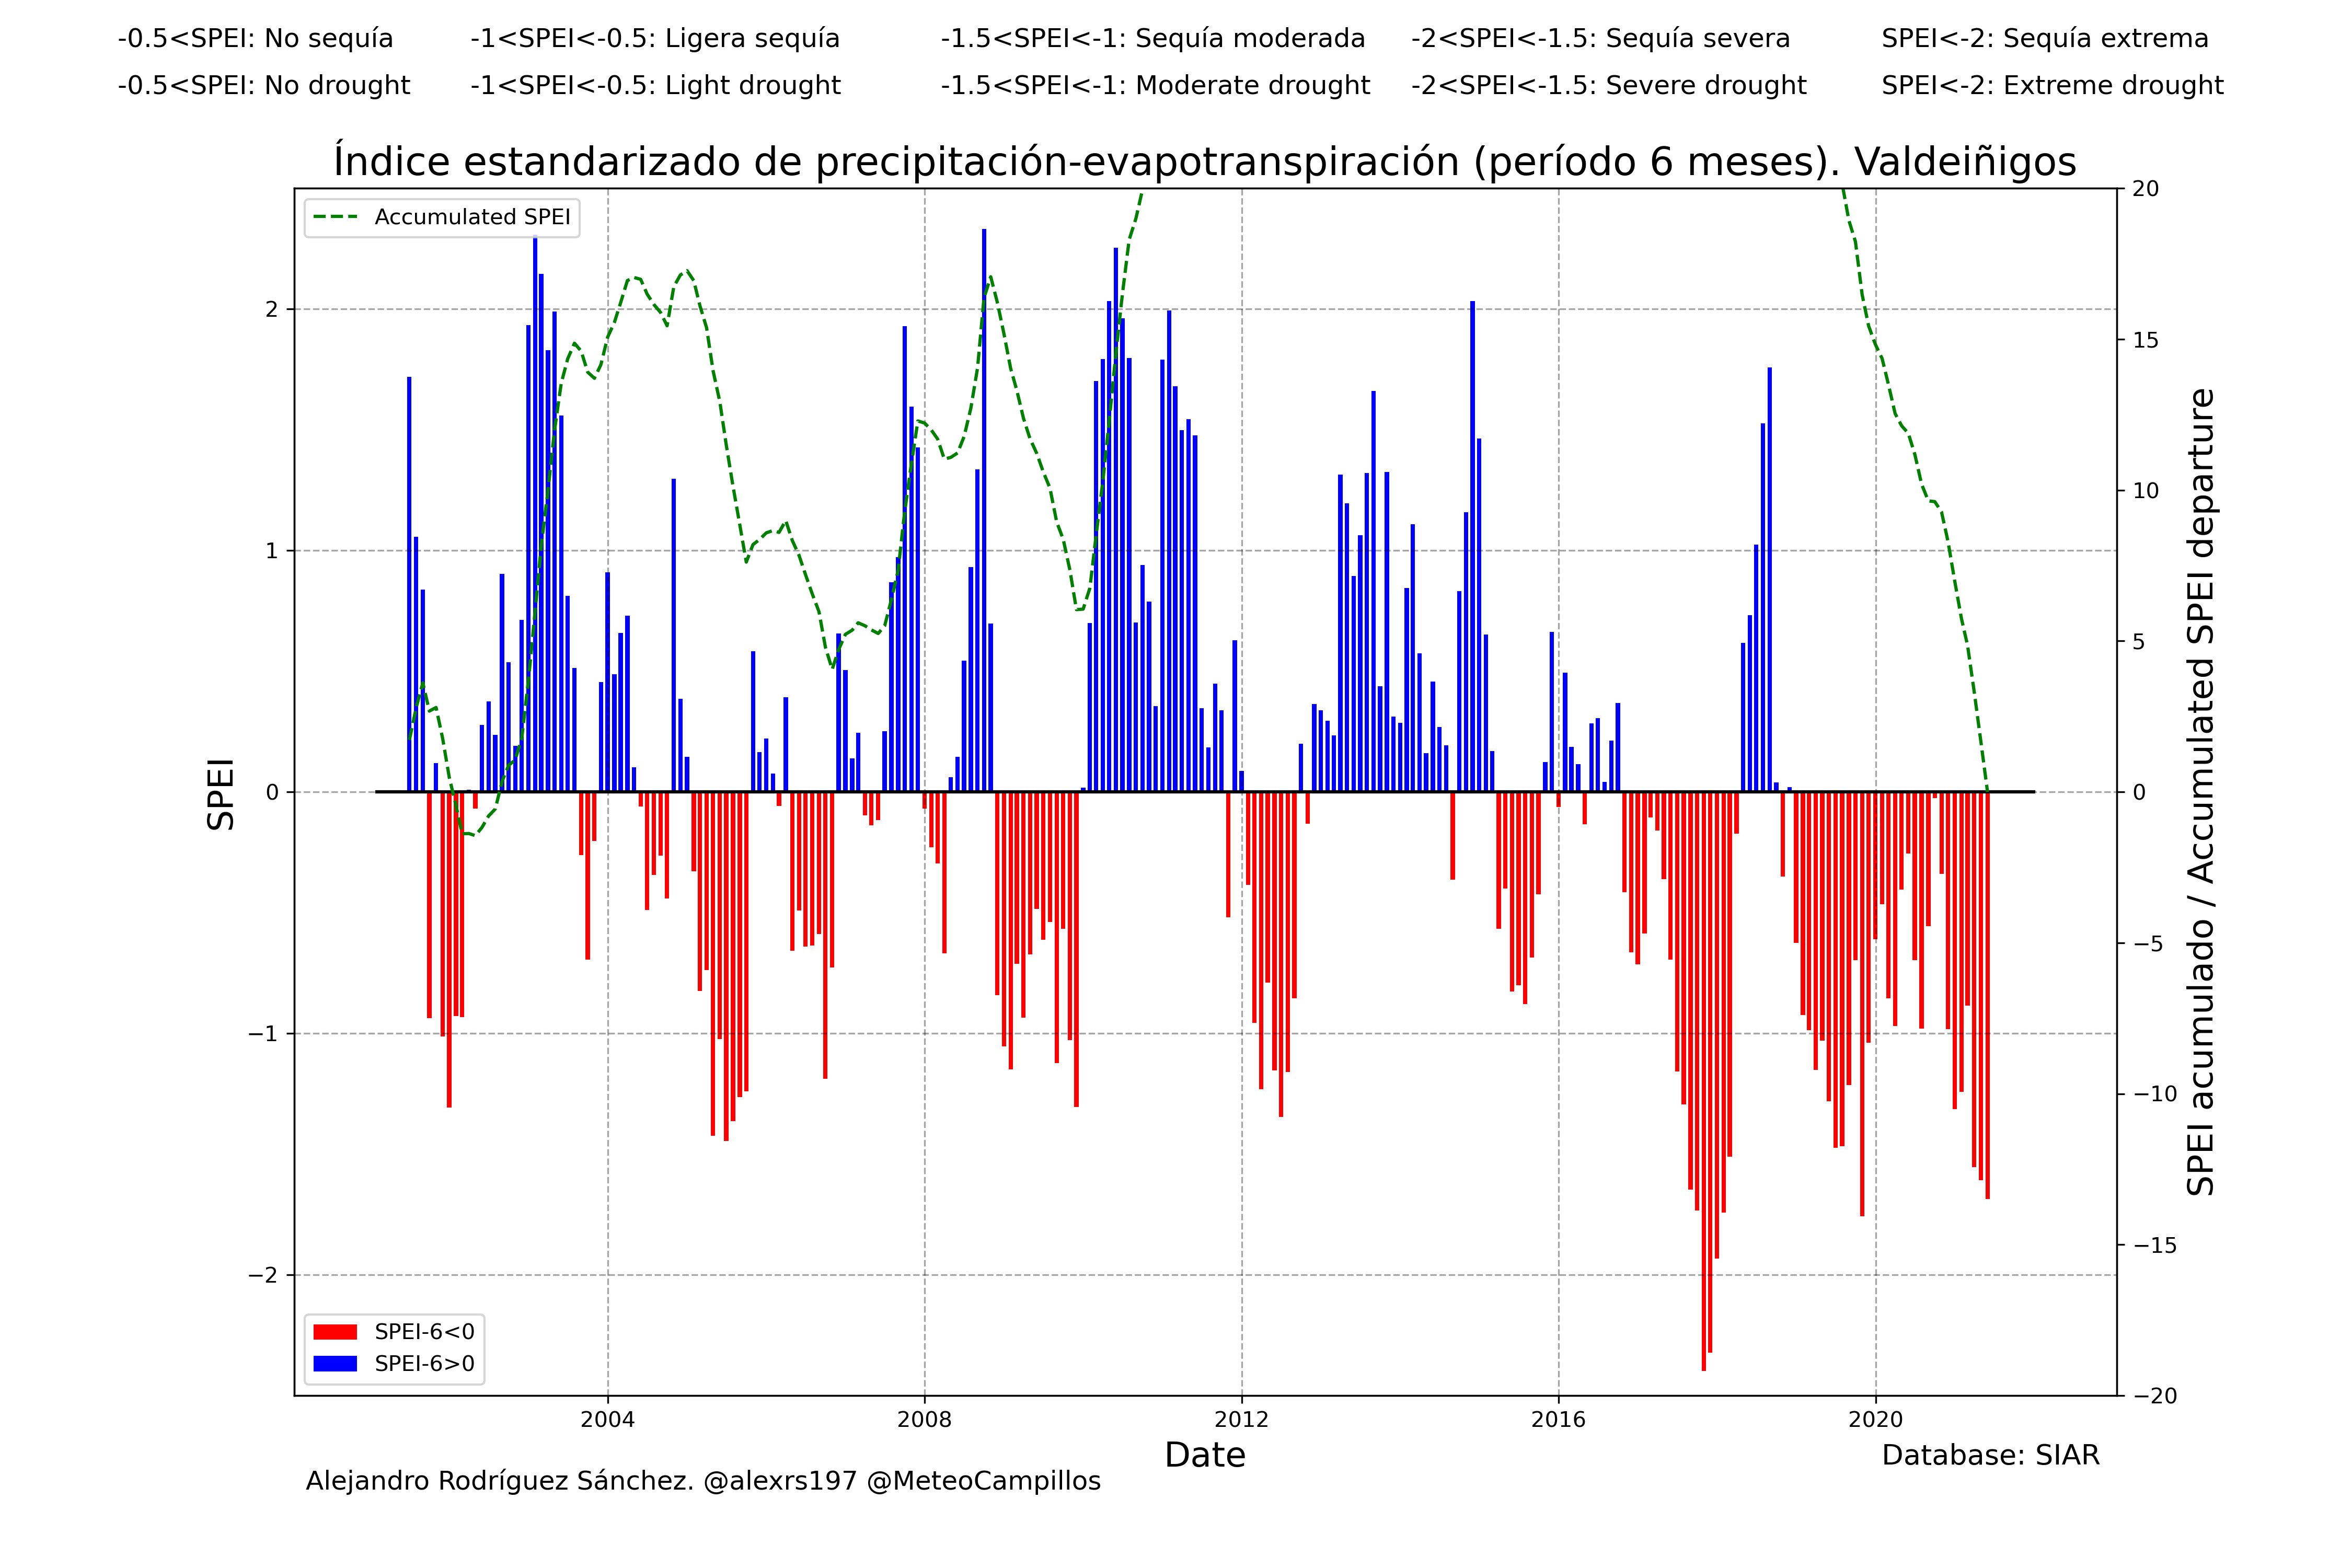 -0.5<SPEI: No sequía -1<SPEI<-0.5: Ligera sequía -1.5<SPEI<-1: Sequía moderada -2<SPEI<-1.5: Sequía severa SPEI<-2: Sequía extrema
-0.5<SPEI: No drought -1<SPEI<-0.5: Light drought -1.5<SPEI<-1: Moderate drought -2<SPEI<-1.5: Severe drought SPEI<-2: Extreme drought
Índice estandarizado de precipitación-evapotranspiración (período 6 meses). Valdeiñigos
Accumulated SPEI
SPEI
2
1
0
−1
−2
20
15
10
5
0
−5
−10
−15
−20
SPEI acumulado / Accumulated SPEI departure
SPEI-6<0
SPEI-6>0
2004 2008 2012 2016 2020
Date
Database: SIAR
Alejandro Rodríguez Sánchez. @alexrs197 @MeteoCampillos